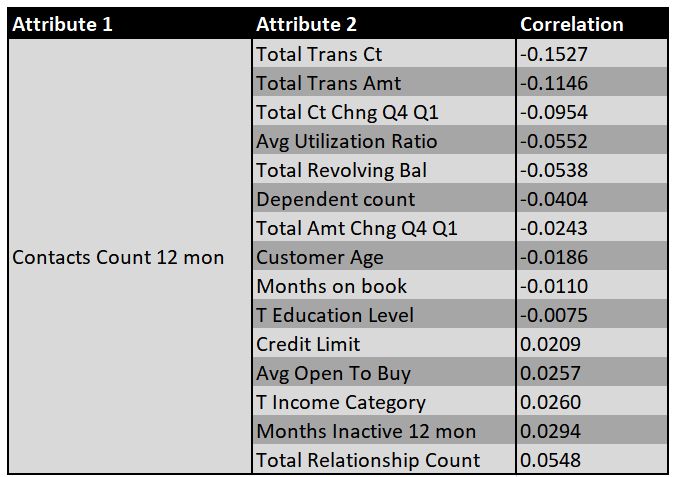 Attribute 1 Attribute 2 Correlation
Total Trans Ct -0.1527
Total Trans Amt -0.1146
Total Ct Chng Q4 Q1 -0.0954
Avg Utilization Ratio -0.0552
Total Revolving Bal -0.0538
Dependent count -0.0404
Total Amt Chng Q4 Q1 -0.0243
Contacts Count 12 mon Customer Age -0.0186
Months on book -0.0110
T Education Level -0.0075
Credit Limit 0.0209
Avg Open To Buy 0.0257
T Income Category 0.0260
Months Inactive 12 mon 0.0294
Total Relationship Count 0.0548